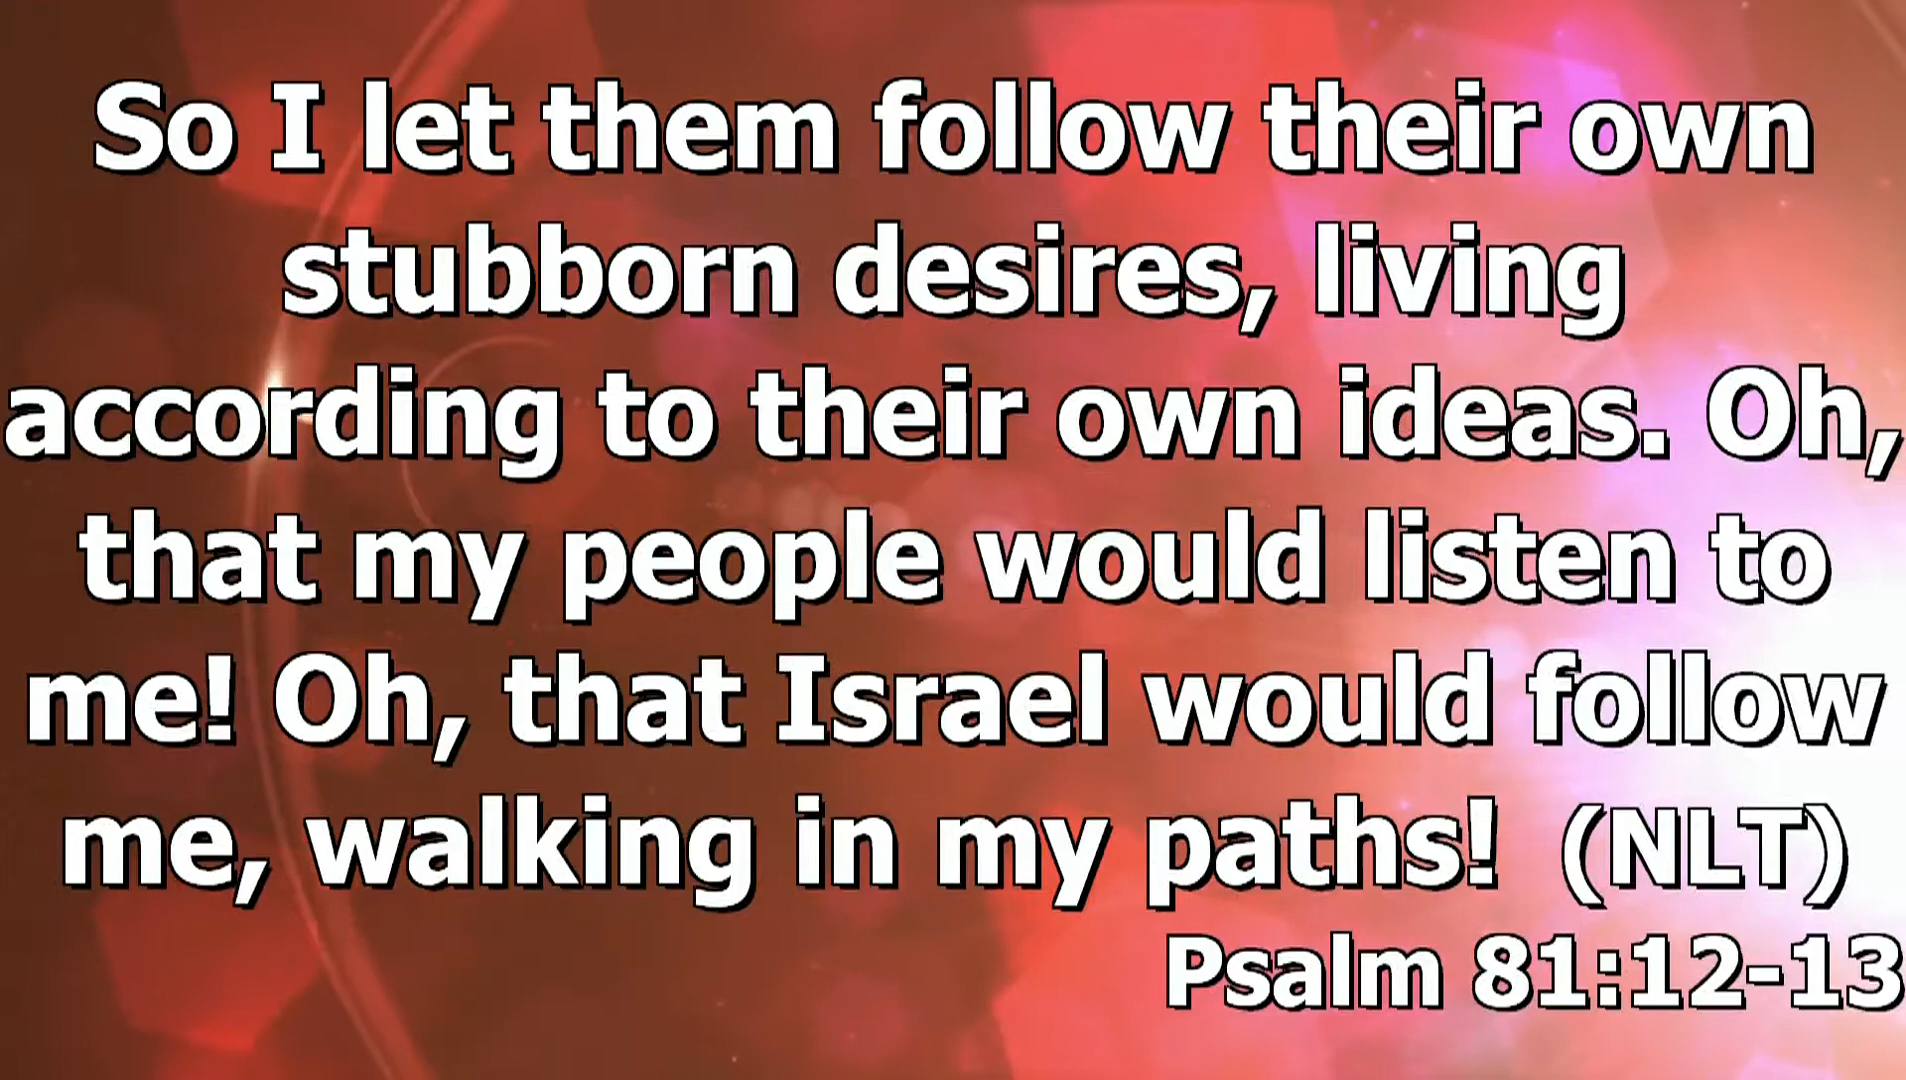 So I let them follow their own
stubborn desires, living
according to their own ideas. Oh,
that my people would listen to
me! Oh, that Israel would follow
me, walking in my paths! (NLT)
Psalm 81:12-13